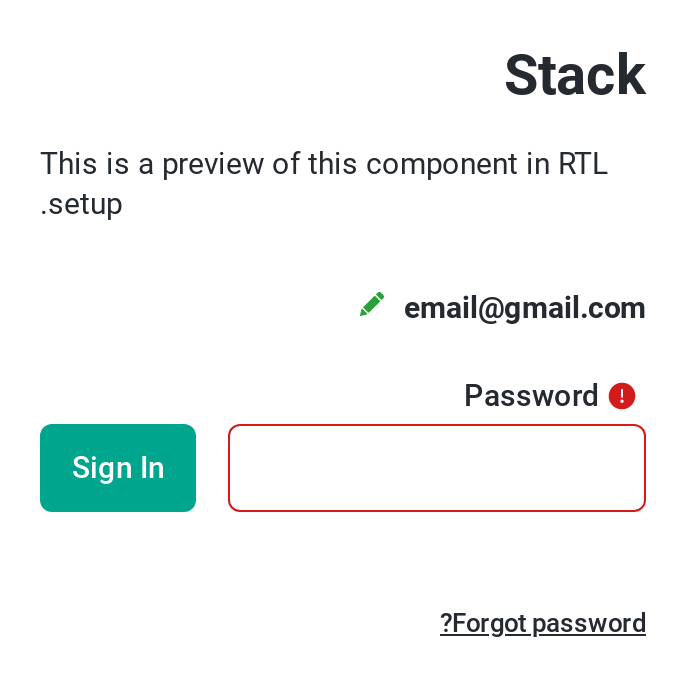 Stack
This is a preview of this component in RTL
.setup
email@gmail.com
Password
Sign In
?Forgot password